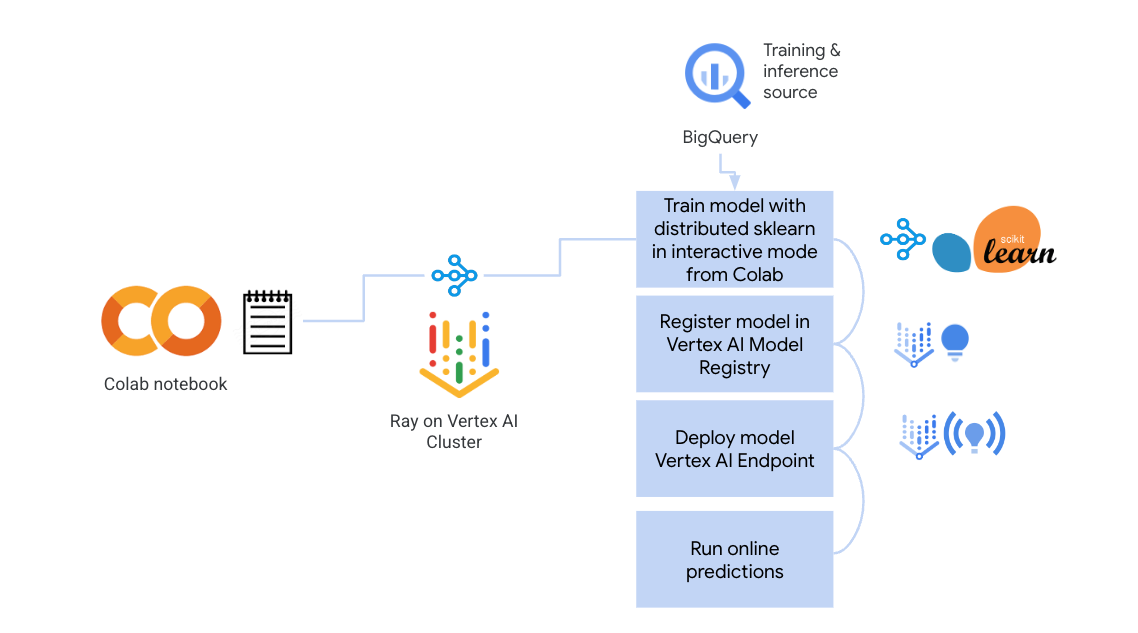 Training &
inference
source
BigQuery
Train model with
distributed sklearn
in interactive mode
from Colab
scikit
learn
Register model in
Vertex AI Model
Registry
Colab notebook
Ray on Vertex AI
Cluster
Deploy model
Vertex AI Endpoint
Run online
predictions